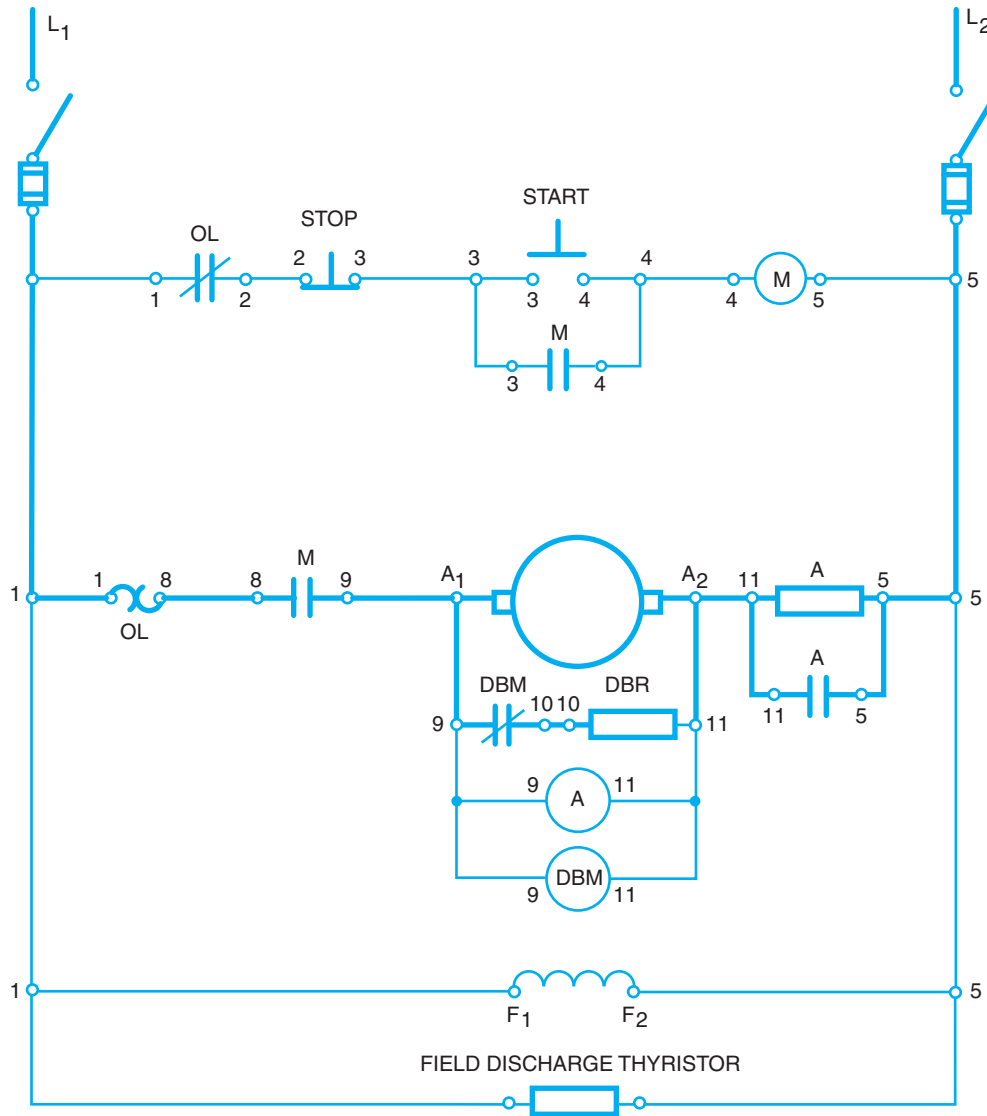 L1 L2
START
STOP
OL
2 3 3 4
1 2 3 4 4 M 5 5
M
3 4
M
1 1 8 8 9 A1 A2 11 A 5 5
OL
A
DBM DBR
9 10 10 11 11 5
9 A 11
DBM
9 11
1 5
F1 F2
FIELD DISCHARGE THYRISTOR